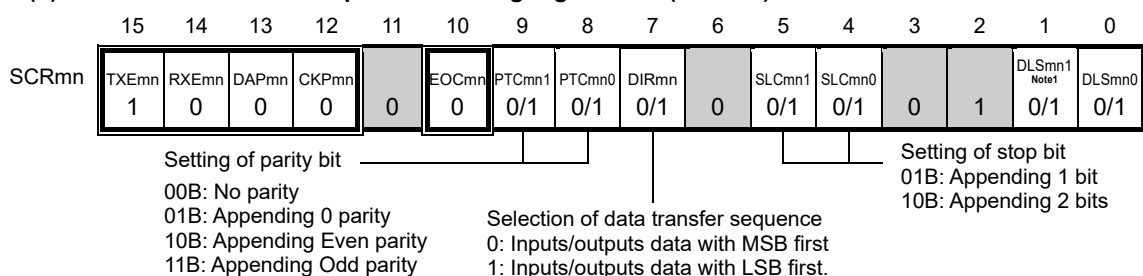 15 14 13 12 11 10 9 8 7 6 5 4 3 2 1 0
SCRmn
TXEmn RXEmn DAPmn CKPmn EOCmn PTCmn1 PTCmn0 DIRmn SLCmn1 SLCmn0 DLSmn1 Note1 DLSmn0
1 0 0 0 0 0 0/1 0/1 0/1 0 0/1 0/1 0 1 0/1 0/1
Setting of parity bit
00B: No parity
01B: Appending 0 parity
10B: Appending Even parity
11B: Appending Odd parity
Selection of data transfer sequence
0: Inputs/outputs data with MSB first
1: Inputs/outputs data with LSB first.
Setting of stop bit
01B: Appending 1 bit
10B: Appending 2 bits